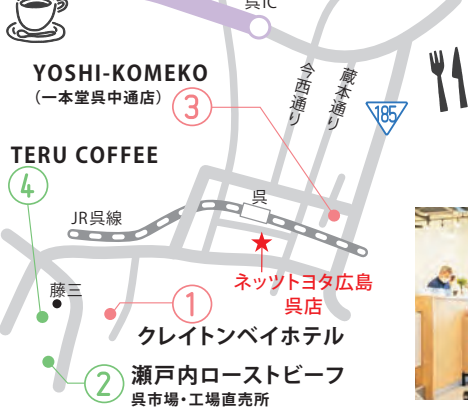 呉IC
YOSHI-KOMEKO
(一本堂呉中通店)
③
今西通り
蔵本通り
185
TERU COFFEE
④
JR呉線
呉
ネッツトヨタ広島
呉店
藤三
①
クレイトンベイホテル
②
瀬戸内ローストビーフ
呉市場・工場直売所